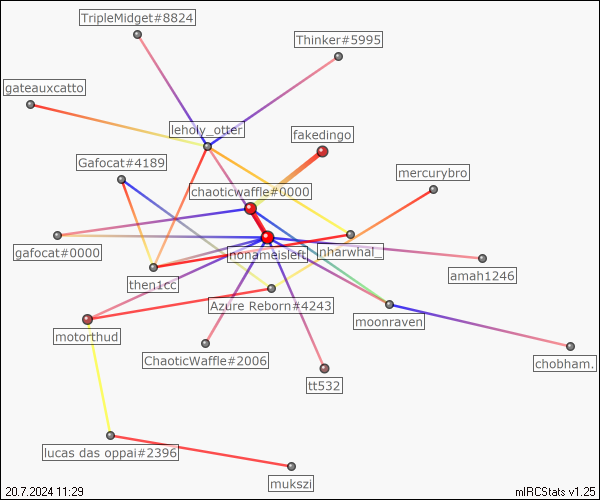 TripleMidget#8824
Thinker#5995
gateauxcatto
leholy_otter
fakedingo
Gafocat#4189
mercurybro
chaoticwaffle#0000
gafocat#0000
nonameisleft
nharwhal_
amah1246
then1cc
Azure Reborn#4243
moonraven
motorthud
ChaoticWaffle#2006
chobham.
tt532
lucas das oppai#2396
mukszi
20.7.2024 11:29
mIRCStats v1.25